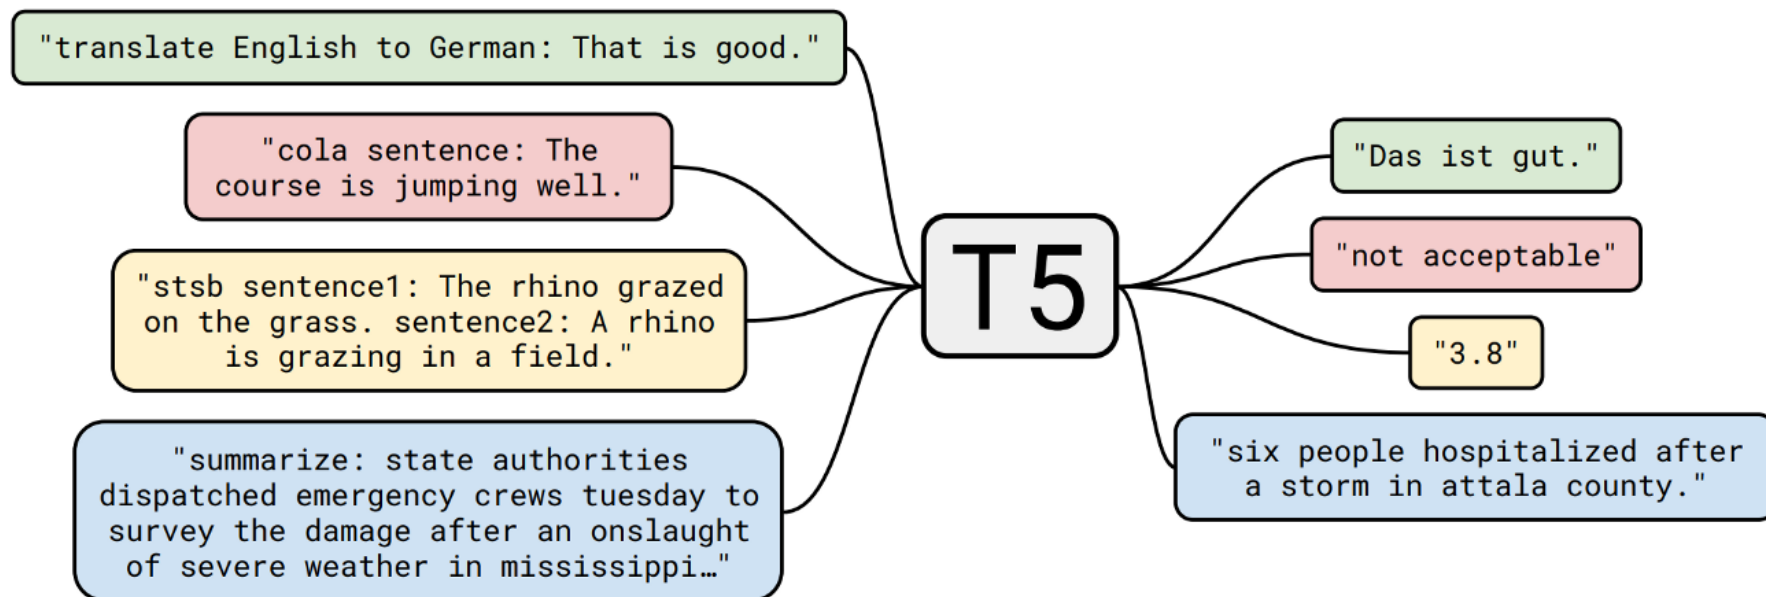 "translate English to German: That is good."
"cola sentence: The
course is jumping well."
"stsb sentence1: The rhino grazed
on the grass. sentence2: A rhino
is grazing in a field."
"summarize: state authorities
dispatched emergency crews tuesday to
survey the damage after an onslaught
of severe weather in mississippi…"
T5
"Das ist gut."
"not acceptable"
"3.8"
"six people hospitalized after
a storm in attala county."